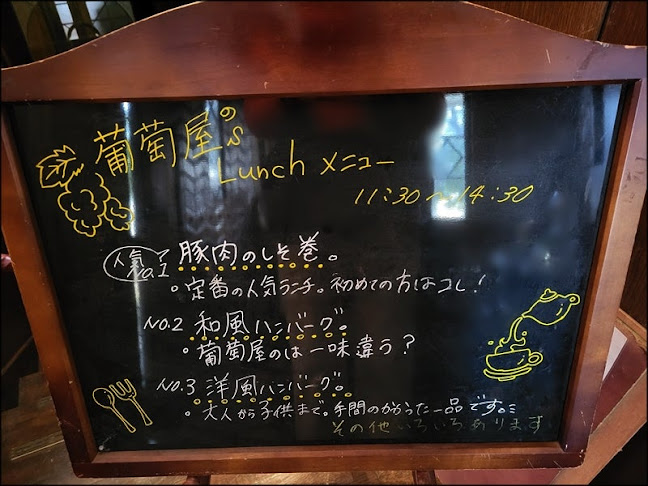 葡萄屋の
Lunch メニュー
11:30～14:30
人気No.1 豚肉のしそ巻。
・定番の人気ランチ。初めての方はコレ!
No.2 和風ハンバーグ。
・葡萄屋のは一味違う?
No.3 洋風ハンバーグ。
・大人から子供まで。手間のかかった一品です。
その他いろいろあります